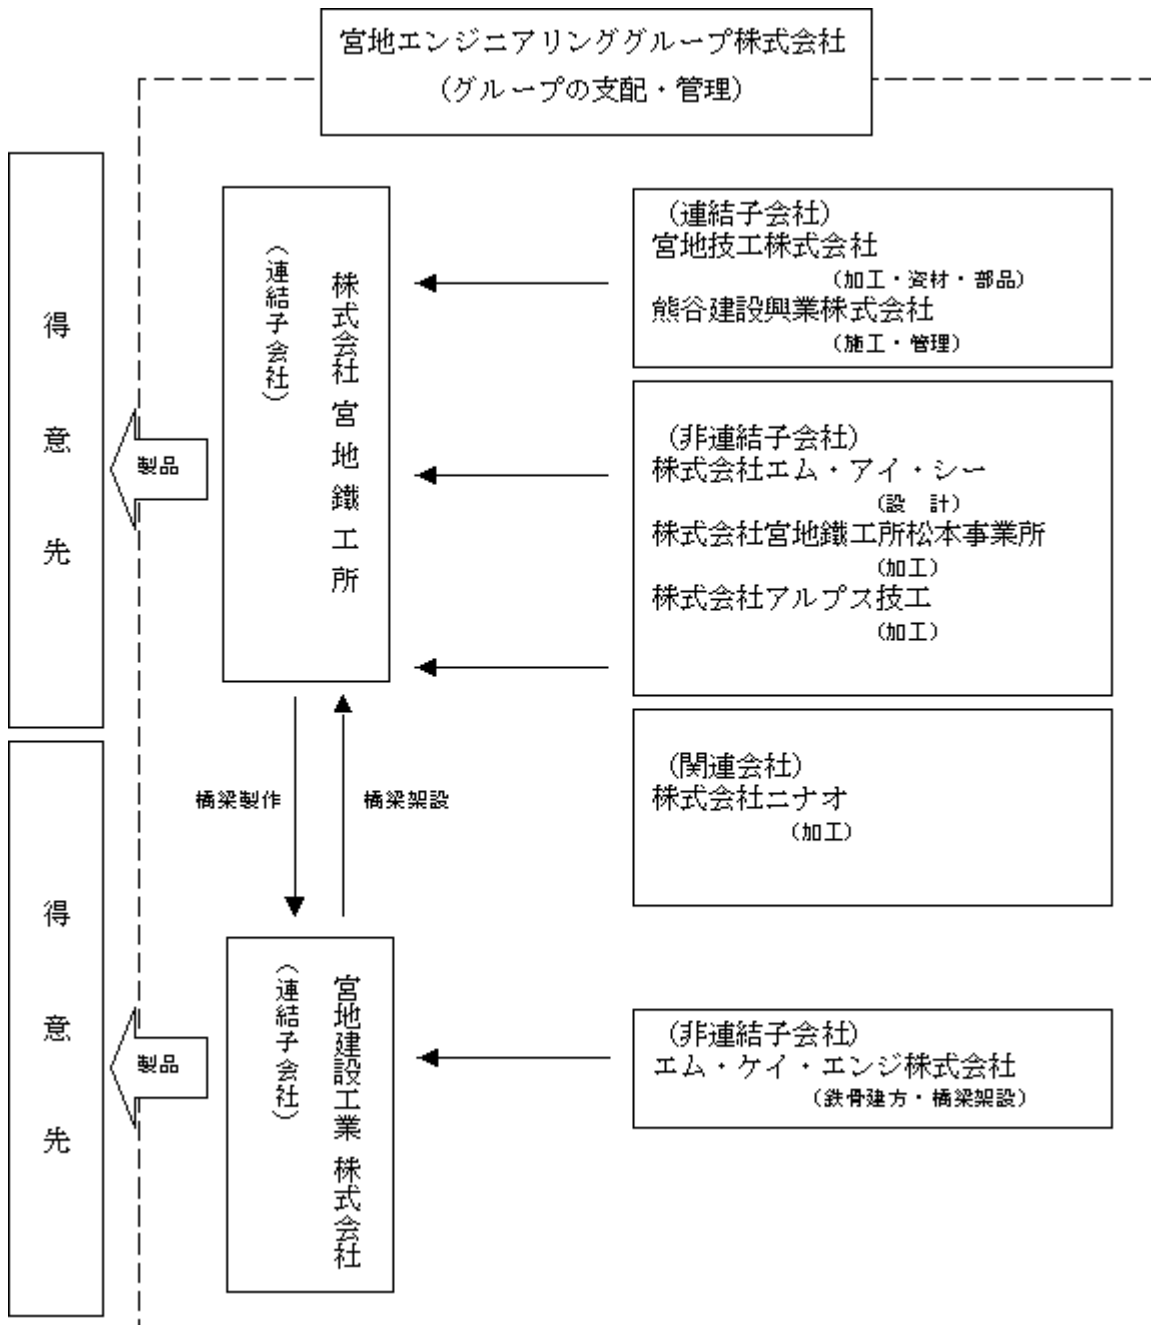 宮地エンジニアリンググループ株式会社
(グループの支配・管理)
得意先
製品
株式会社 宮地鐵工所
(連結子会社)
(連結子会社)
宮地技工株式会社
(加工・資材・部品)
熊谷建設興業株式会社
(施工・管理)
(非連結子会社)
株式会社エム・アイ・シー
(設 計)
株式会社宮地鐵工所松本事業所
(加工)
株式会社アルプス技工
(加工)
(関連会社)
株式会社ニナオ
(加工)
橋梁製作
橋梁架設
得意先
製品
宮地建設工業 株式会社
(連結子会社)
(非連結子会社)
エム・ケイ・エンジ株式会社
(鉄骨建方・橋梁架設)